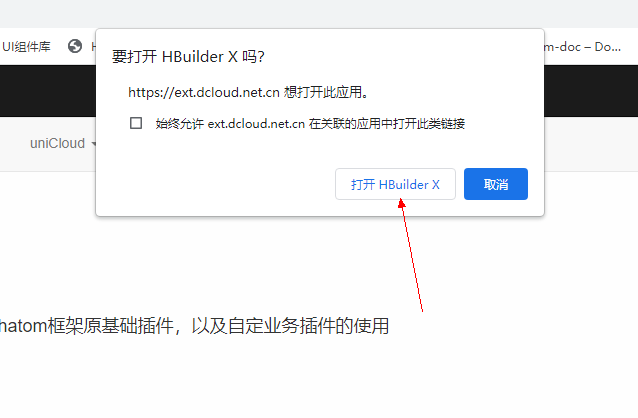 要打开 HBuilder X 吗？
UI组件库
m-doc – Do...
https://ext.dcloud.net.cn 想打开此应用。
始终允许 ext.dcloud.net.cn 在关联的应用中打开此类链接
uniCloud
打开 HBuilder X
取消
hatom框架原基础插件，以及自定业务插件的使用